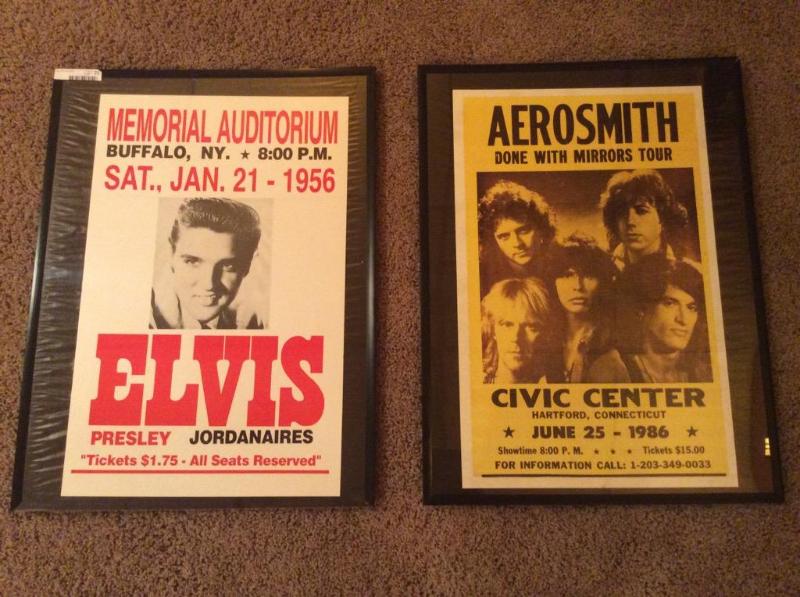 MEMORIAL AUDITORIUM
BUFFALO, NY. ★ 8:00 P.M.
SAT., JAN. 21 - 1956
ELVIS
PRESLEY JORDANAIRES
"Tickets $1.75 - All Seats Reserved"
AEROSMITH
DONE WITH MIRRORS TOUR
CIVIC CENTER
HARTFORD, CONNECTICUT
★ JUNE 25 - 1986 ★
Showtime 8:00 P. M. ★ ★ ★ Tickets $15.00
FOR INFORMATION CALL: 1-203-349-0033